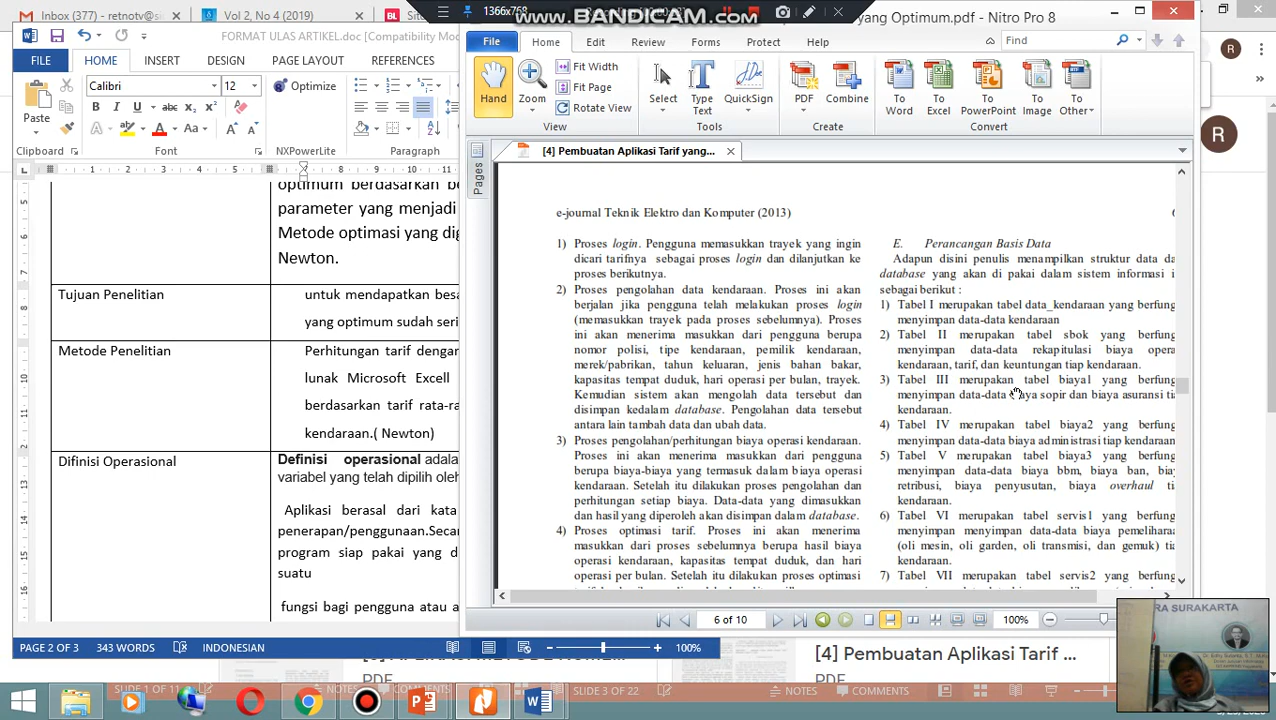 1366x758
www.BANDICAM.com
yang Optimum.pdf - Nitro Pro 8
Inbox (377) - retnotv@si
Vol 2, No 4 (2019)
FORMAT ULAS ARTIKEL.doc [Compatibility Mo
FILE HOME INSERT DESIGN PAGE LAYOUT REFERENCES
Calibri 12
Optimize
Paste
Clipboard Font NXPowerLite Paragraph
File Home Edit Review Forms Protect Help
Find
Hand
Zoom
Fit Width
Fit Page
Rotate View
Select
Type Text
QuickSign
PDF
Combine
To Word
To Excel
To PowerPoint
To Image
To Other
View Tools Create Convert
[4] Pembuatan Aplikasi Tarif yang...
Pages
optimum berdasarkan be
parameter yang menjadi
Metode optimasi yang dig
Newton.
Tujuan Penelitian
untuk mendapatkan besa
yang optimum sudah seri
Metode Penelitian
Perhitungan tarif dengan
lunak Microsoft Excell
berdasarkan tarif rata-ra
kendaraan.( Newton)
Difinisi Operasional
Definisi operasional adala
variabel yang telah dipilih oleh
Aplikasi berasal dari kata
penerapan/penggunaan.Secar
program siap pakai yang d
suatu
fungsi bagi pengguna atau a
e-journal Teknik Elektro dan Komputer (2013)
1) Proses login. Pengguna memasukkan trayek yang ingin
dicari tarifnya sebagai proses login dan dilanjutkan ke
proses berikutnya.
2) Proses pengolahan data kendaraan. Proses ini akan
berjalan jika pengguna telah melakukan proses login
(memasukkan trayek pada proses sebelumnya). Proses
ini akan menerima masukkan dari pengguna berupa
nomor polisi, tipe kendaraan, pemilik kendaraan,
merek/pabrikan, tahun keluaran, jenis bahan bakar,
kapasitas tempat duduk, hari operasi per bulan, trayek.
Kemudian sistem akan mengolah data tersebut dan
disimpan kedalam database. Pengolahan data tersebut
antara lain tambah data dan ubah data.
3) Proses pengolahan/perhitungan biaya operasi kendaraan.
Proses ini akan menerima masukkan dari pengguna
berupa biaya-biaya yang termasuk dalam biaya operasi
kendaraan. Setelah itu dilakukan proses pengolahan dan
perhitungan setiap biaya. Data-data yang dimasukkan
dan hasil yang diperoleh akan disimpan dalam database.
4) Proses optimasi tarif. Proses ini akan menerima
masukkan dari proses sebelumnya berupa hasil biaya
operasi kendaraan, kapasitas tempat duduk, dan hari
operasi per bulan. Setelah itu dilakukan proses optimasi
E. Perancangan Basis Data
Adapun disini penulis menampilkan struktur data da
database yang akan di pakai dalam sistem informasi i
sebagai berikut :
1) Tabel I merupakan tabel data_kendaraan yang berfung
menyimpan data-data kendaraan
2) Tabel II merupakan tabel sbok yang berfung
menyimpan data-data rekapitulasi biaya opera
kendaraan, tarif, dan keuntungan tiap kendaraan.
3) Tabel III merupakan tabel biaya1 yang berfung
menyimpan data-data biaya sopir dan biaya asuransi tia
kendaraan.
4) Tabel IV merupakan tabel biaya2 yang berfung
menyimpan data-data biaya administrasi tiap kendaraan
5) Tabel V merupakan tabel biaya3 yang berfung
menyimpan data-data biaya bbm, biaya ban, biay
retribusi, biaya penyusutan, biaya overhaul tia
kendaraan.
6) Tabel VI merupakan tabel servis1 yang berfung
menyimpan menyimpan data-data biaya pemelihara
(oli mesin, oli garden, oli transmisi, dan gemuk) tia
kendaraan.
7) Tabel VII merupakan tabel servis2 yang berfung
6 of 10
100%
343 WORDS INDONESIAN
100%
[4] Pembuatan Aplikasi Tarif ...
PDF
PDF
SLIDE 1 OF 11 NOTES
SLIDE 3 OF 22 NOTES COMMENTS
RA SURAKARTA
R
R